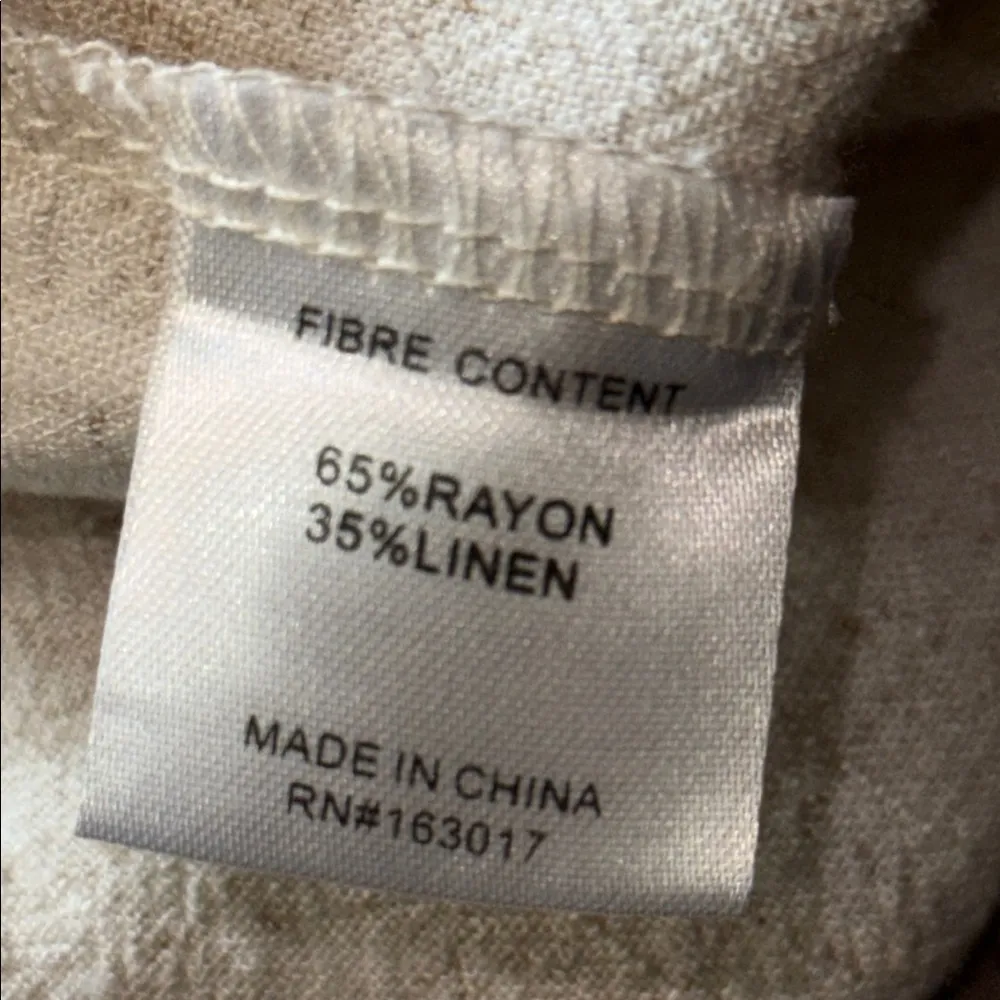 FIBRE CONTENT
65%RAYON
35%LINEN
MADE IN CHINA
RN#163017